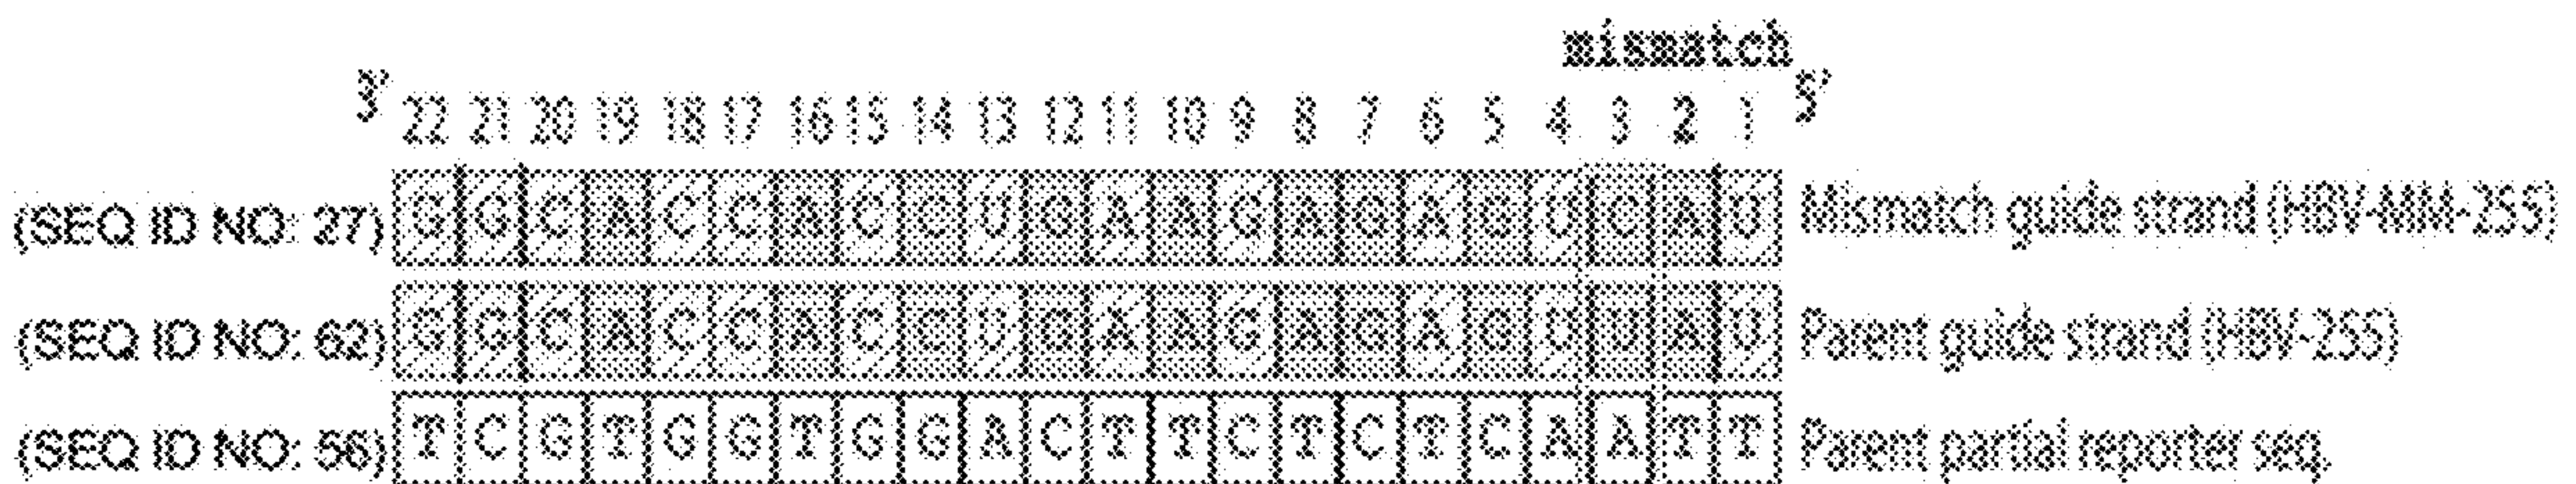 mismatch
3' 22 21 20 19 18 17 16 15 14 13 12 11 10 9 8 7 6 5 4 3 2 1 5'
(SEQ ID NO: 27) G G C A C C A C C U G A A G A G A G U C A U Mismatch guide strand (HBV-MM-255)
(SEQ ID NO: 62) G G C A C C A C C U G A A G A G A G U U A U Parent guide strand (HBV-255)
(SEQ ID NO: 56) T C G T G G T G G A C T T C T C T C A A T T Parent partial reporter seq.